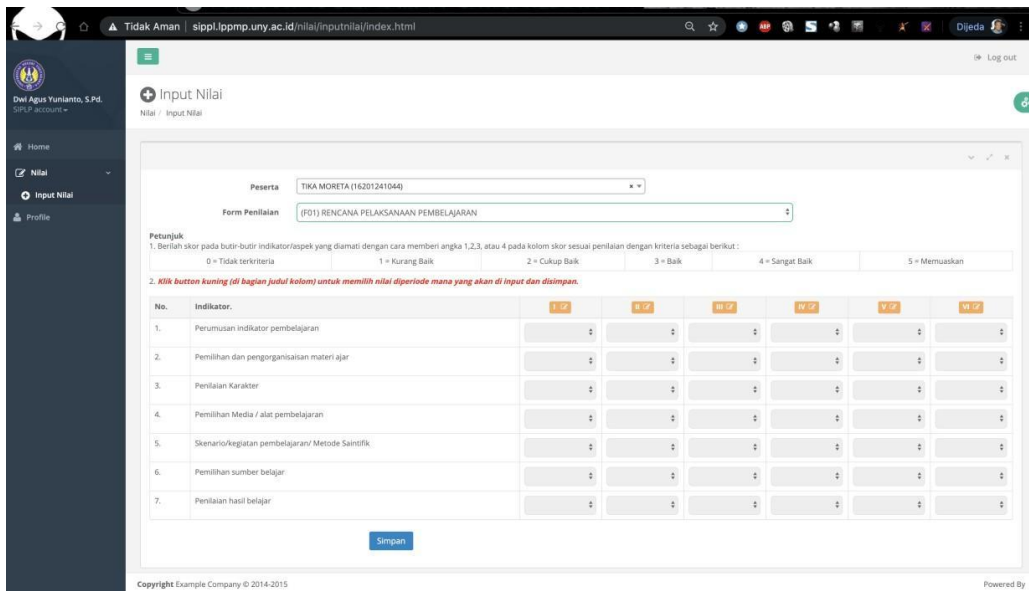 Tidak Aman | sippl.lppmp.uny.ac.id/nilai/inputnilai/index.html
ABP
Dijeda
Dwi Agus Yunianto, S.Pd.
SIPLP account
Log out
Home
Nilai
Input Nilai
Profile
Input Nilai
Nilai / Input Nilai
Peserta TIKA MORETA (16201241044)
Form Penilaian (F01) RENCANA PELAKSANAAN PEMBELAJARAN
Petunjuk
1. Berilah skor pada butir-butir indikator/aspek yang diamati dengan cara memberi angka 1,2,3, atau 4 pada kolom skor sesuai penilaian dengan kriteria sebagai berikut :
0 = Tidak terkriteria 1 = Kurang Baik 2 = Cukup Baik 3 = Baik 4 = Sangat Baik 5 = Memuaskan
2. Klik button kuning (di bagian judul kolom) untuk memilih nilai diperiode mana yang akan di input dan disimpan.
No. Indikator. I II III IV V VI
1. Perumusan indikator pembelajaran
2. Pemilihan dan pengorganisaisan materi ajar
3. Penilaian Karakter
4. Pemilihan Media / alat pembelajaran
5. Skenario/kegiatan pembelajaran/ Metode Saintifik
6. Pemilihan sumber belajar
7. Penilaian hasil belajar
Simpan
Copyright Example Company © 2014-2015
Powered By